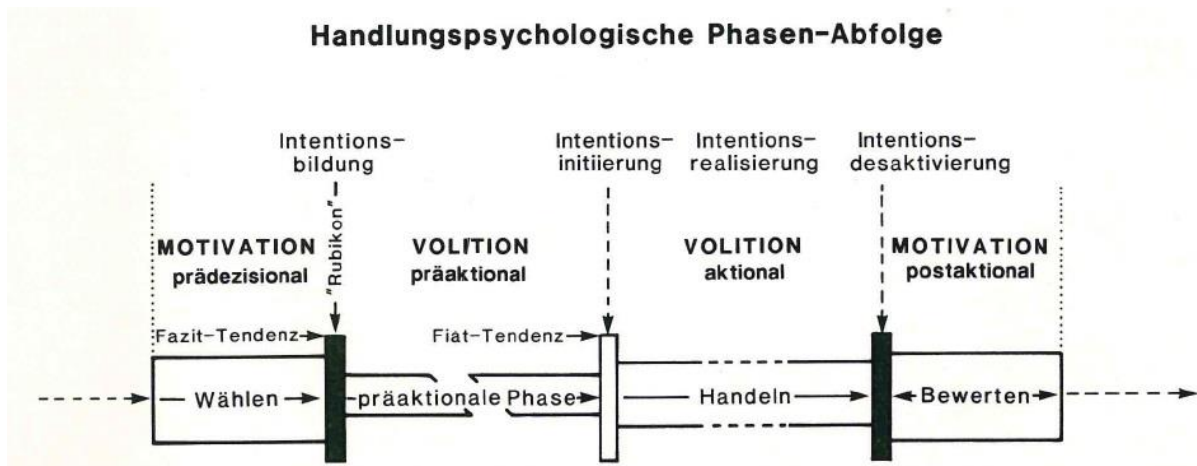 Handlungspsychologische Phasen-Abfolge
Intentions-
bildung
Intentions-
initiierung
Intentions-
realisierung
Intentions-
desaktivierung
"Rubikon"
MOTIVATION
prädezisional
VOLITION
präaktional
VOLITION
aktional
MOTIVATION
postaktional
Fazit-Tendenz
Fiat-Tendenz
Wählen
präaktionale Phase
Handeln
Bewerten